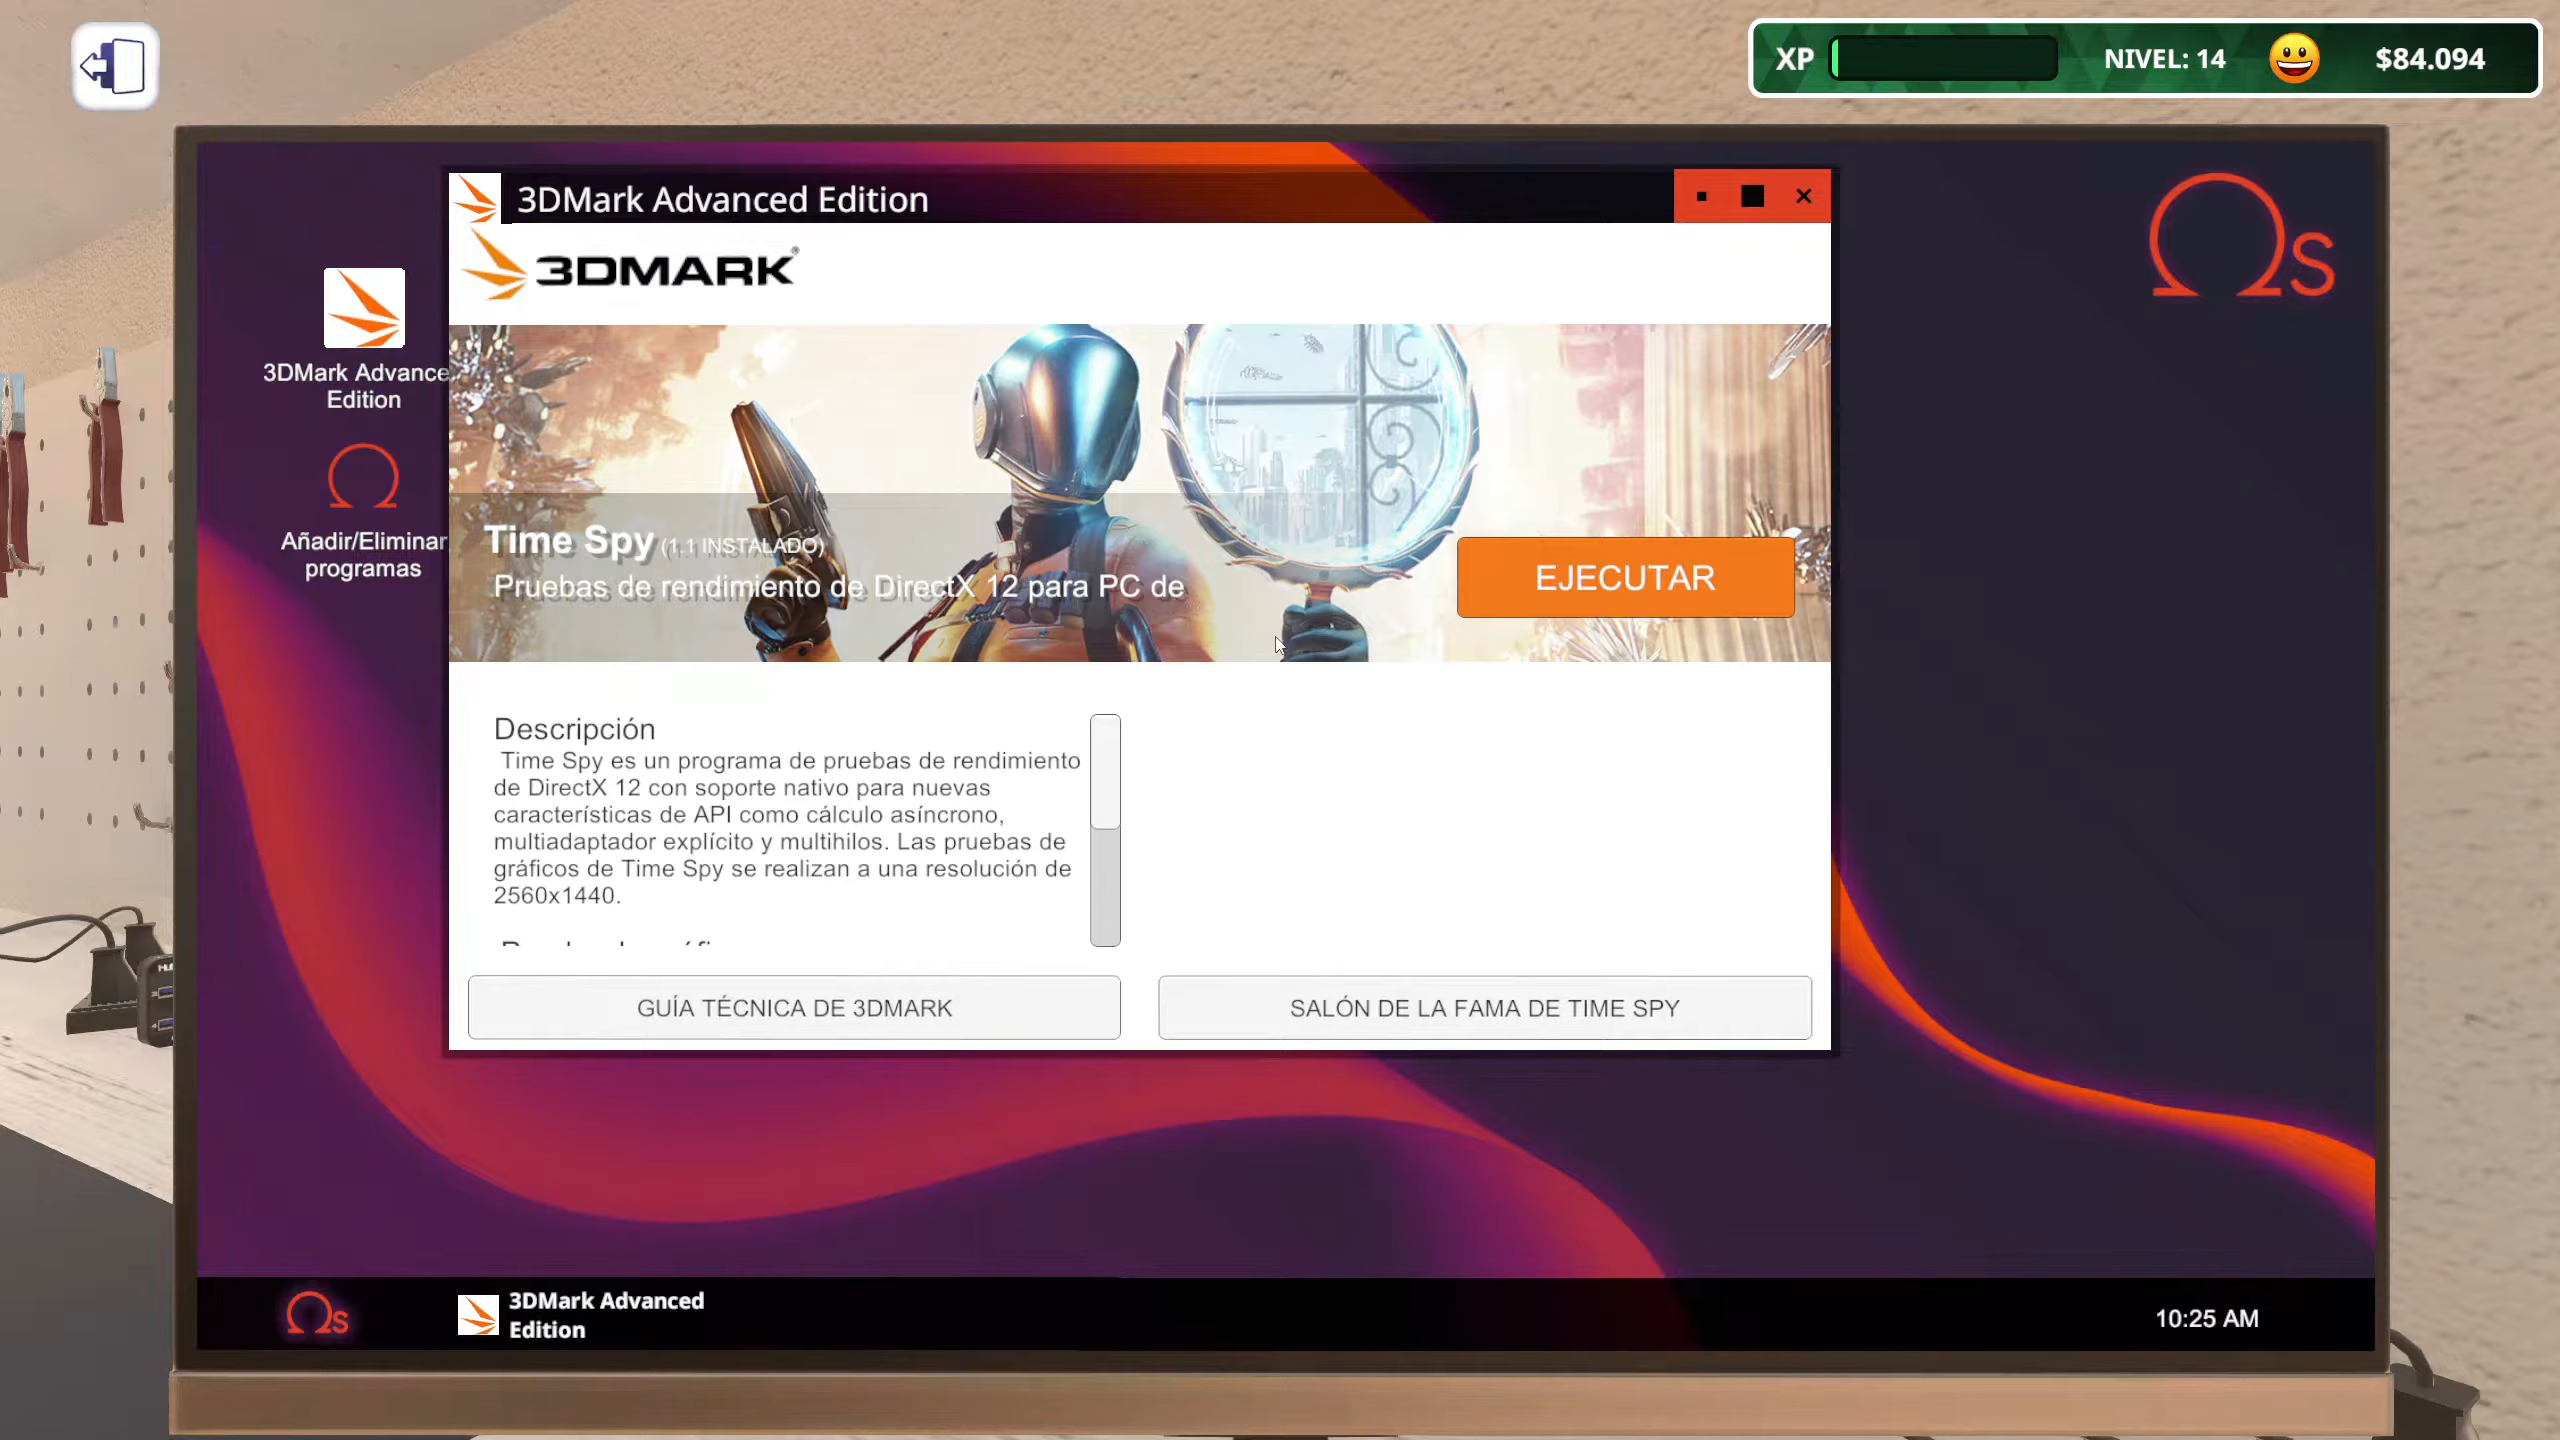 XP
NIVEL: 14
$84.094
3DMark Advanced Edition
3DMARK®
3DMark Advance
Edition
Añadir/Eliminar
programas
Time Spy (1.1 INSTALADO)
Pruebas de rendimiento de DirectX 12 para PC de
EJECUTAR
Descripción
Time Spy es un programa de pruebas de rendimiento
de DirectX 12 con soporte nativo para nuevas
características de API como cálculo asíncrono,
multiadaptador explícito y multihilos. Las pruebas de
gráficos de Time Spy se realizan a una resolución de
2560x1440.
GUÍA TÉCNICA DE 3DMARK
SALÓN DE LA FAMA DE TIME SPY
Ωs
Ωs
3DMark Advanced
Edition
10:25 AM